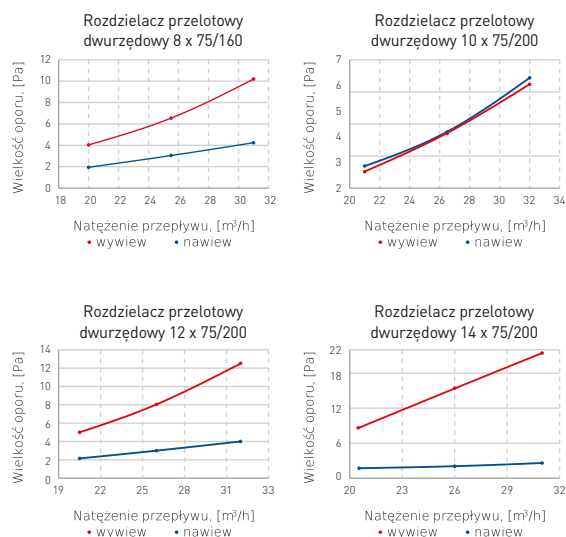 Rozdzielacz przelotowy
dwurzędowy 8 x 75/160
Wielkość oporu, [Pa]
12
10
8
6
4
2
0
18 20 22 24 26 28 30 32
Natężenie przepływu, [m³/h]
• wywiew • nawiew
Rozdzielacz przelotowy
dwurzędowy 10 x 75/200
Wielkość oporu, [Pa]
7
6
5
4
3
2
20 22 24 26 28 30 32 34
Natężenie przepływu, [m³/h]
• wywiew • nawiew
Rozdzielacz przelotowy
dwurzędowy 12 x 75/200
Wielkość oporu, [Pa]
14
12
10
8
6
4
2
0
19 22 25 28 31 33
Natężenie przepływu, [m³/h]
• wywiew • nawiew
Rozdzielacz przelotowy
dwurzędowy 14 x 75/200
Wielkość oporu, [Pa]
22
18
12
6
0
20 23 26 29 32
Natężenie przepływu, [m³/h]
• wywiew • nawiew